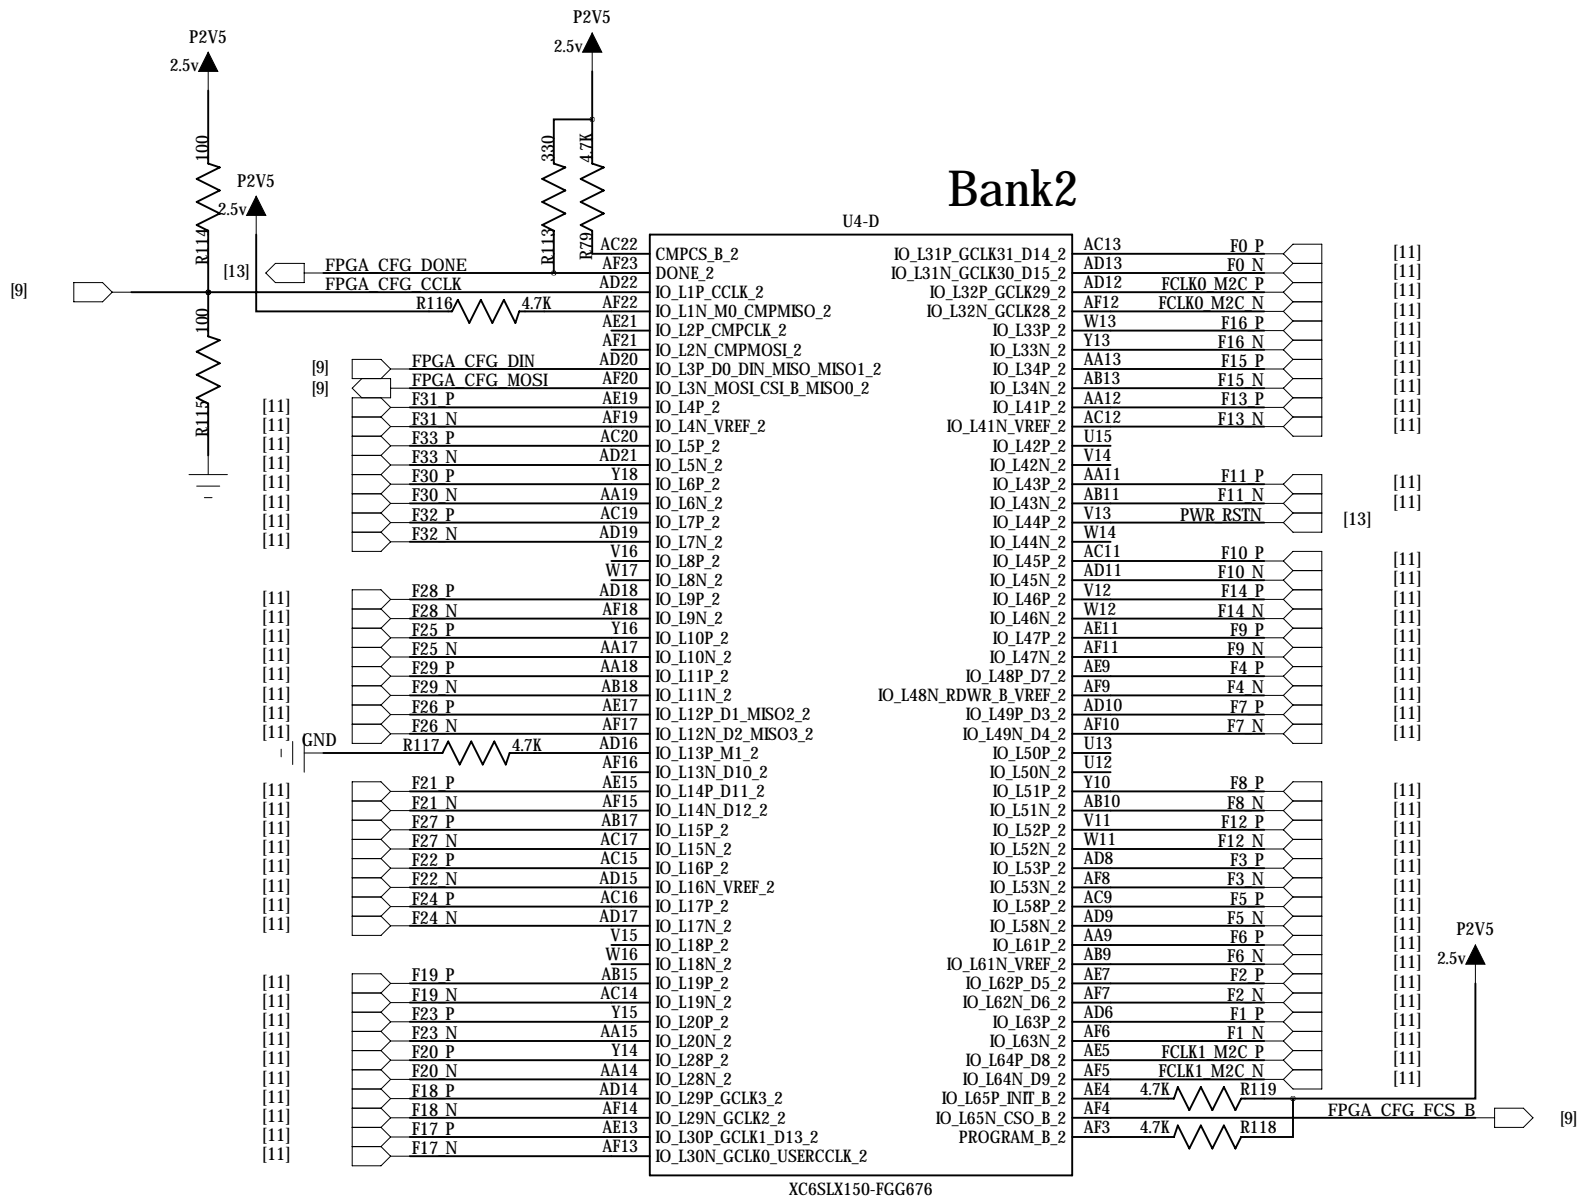 P2V5
2.5v
P2V5
2.5v
100
R114
P2V5
2.5v
330
R113
4.7K
R79
Bank2
U4-D
[9]
100
R115
AC22 CMPCS_B_2
[13] FPGA_CFG_DONE AF23 DONE_2
FPGA_CFG_CCLK AD22 IO_L1P_CCLK_2
R116 4.7K AF22 IO_L1N_M0_CMPMISO_2
AE21 IO_L2P_CMPCLK_2
AF21 IO_L2N_CMPMOSI_2
[9] FPGA_CFG_DIN AD20 IO_L3P_D0_DIN_MISO_MISO1_2
[9] FPGA_CFG_MOSI AF20 IO_L3N_MOSI_CSI_B_MISO0_2
[11] F31_P AE19 IO_L4P_2
[11] F31_N AF19 IO_L4N_VREF_2
[11] F33_P AC20 IO_L5P_2
[11] F33_N AD21 IO_L5N_2
[11] F30_P Y18 IO_L6P_2
[11] F30_N AA19 IO_L6N_2
[11] F32_P AC19 IO_L7P_2
[11] F32_N AD19 IO_L7N_2
V16 IO_L8P_2
W17 IO_L8N_2
[11] F28_P AD18 IO_L9P_2
[11] F28_N AF18 IO_L9N_2
[11] F25_P Y16 IO_L10P_2
[11] F25_N AA17 IO_L10N_2
[11] F29_P AA18 IO_L11P_2
[11] F29_N AB18 IO_L11N_2
[11] F26_P AE17 IO_L12P_D1_MISO2_2
[11] F26_N AF17 IO_L12N_D2_MISO3_2
GND R117 4.7K AD16 IO_L13P_M1_2
AF16 IO_L13N_D10_2
[11] F21_P AE15 IO_L14P_D11_2
[11] F21_N AF15 IO_L14N_D12_2
[11] F27_P AB17 IO_L15P_2
[11] F27_N AC17 IO_L15N_2
[11] F22_P AC15 IO_L16P_2
[11] F22_N AD15 IO_L16N_VREF_2
[11] F24_P AC16 IO_L17P_2
[11] F24_N AD17 IO_L17N_2
V15 IO_L18P_2
W16 IO_L18N_2
[11] F19_P AB15 IO_L19P_2
[11] F19_N AC14 IO_L19N_2
[11] F23_P Y15 IO_L20P_2
[11] F23_N AA15 IO_L20N_2
[11] F20_P Y14 IO_L28P_2
[11] F20_N AA14 IO_L28N_2
[11] F18_P AD14 IO_L29P_GCLK3_2
[11] F18_N AF14 IO_L29N_GCLK2_2
[11] F17_P AE13 IO_L30P_GCLK1_D13_2
[11] F17_N AF13 IO_L30N_GCLK0_USERCCLK_2
IO_L31P_GCLK31_D14_2 AC13 F0_P [11]
IO_L31N_GCLK30_D15_2 AD13 F0_N [11]
IO_L32P_GCLK29_2 AD12 FCLK0_M2C_P [11]
IO_L32N_GCLK28_2 AF12 FCLK0_M2C_N [11]
IO_L33P_2 W13 F16_P [11]
IO_L33N_2 Y13 F16_N [11]
IO_L34P_2 AA13 F15_P [11]
IO_L34N_2 AB13 F15_N [11]
IO_L41P_2 AA12 F13_P [11]
IO_L41N_VREF_2 AC12 F13_N [11]
IO_L42P_2 U15
IO_L42N_2 V14
IO_L43P_2 AA11 F11_P [11]
IO_L43N_2 AB11 F11_N [11]
IO_L44P_2 V13 PWR_RSTN [13]
IO_L44N_2 W14
IO_L45P_2 AC11 F10_P [11]
IO_L45N_2 AD11 F10_N [11]
IO_L46P_2 V12 F14_P [11]
IO_L46N_2 W12 F14_N [11]
IO_L47P_2 AE11 F9_P [11]
IO_L47N_2 AF11 F9_N [11]
IO_L48P_D7_2 AE9 F4_P [11]
IO_L48N_RDWR_B_VREF_2 AF9 F4_N [11]
IO_L49P_D3_2 AD10 F7_P [11]
IO_L49N_D4_2 AF10 F7_N [11]
IO_L50P_2 U13
IO_L50N_2 U12
IO_L51P_2 Y10 F8_P [11]
IO_L51N_2 AB10 F8_N [11]
IO_L52P_2 V11 F12_P [11]
IO_L52N_2 W11 F12_N [11]
IO_L53P_2 AD8 F3_P [11]
IO_L53N_2 AF8 F3_N [11]
IO_L58P_2 AC9 F5_P [11]
IO_L58N_2 AD9 F5_N [11]
IO_L61P_2 AA9 F6_P [11]
IO_L61N_VREF_2 AB9 F6_N [11]
IO_L62P_D5_2 AE7 F2_P [11]
IO_L62N_D6_2 AF7 F2_N [11]
IO_L63P_2 AD6 F1_P [11]
IO_L63N_2 AF6 F1_N [11]
IO_L64P_D8_2 AE5 FCLK1_M2C_P [11]
IO_L64N_D9_2 AF5 FCLK1_M2C_N [11]
IO_L65P_INIT_B_2 AE4 4.7K R119
IO_L65N_CSO_B_2 AF4 FPGA_CFG_FCS_B [9]
PROGRAM_B_2 AF3 4.7K R118
P2V5
2.5v
XC6SLX150-FGG676